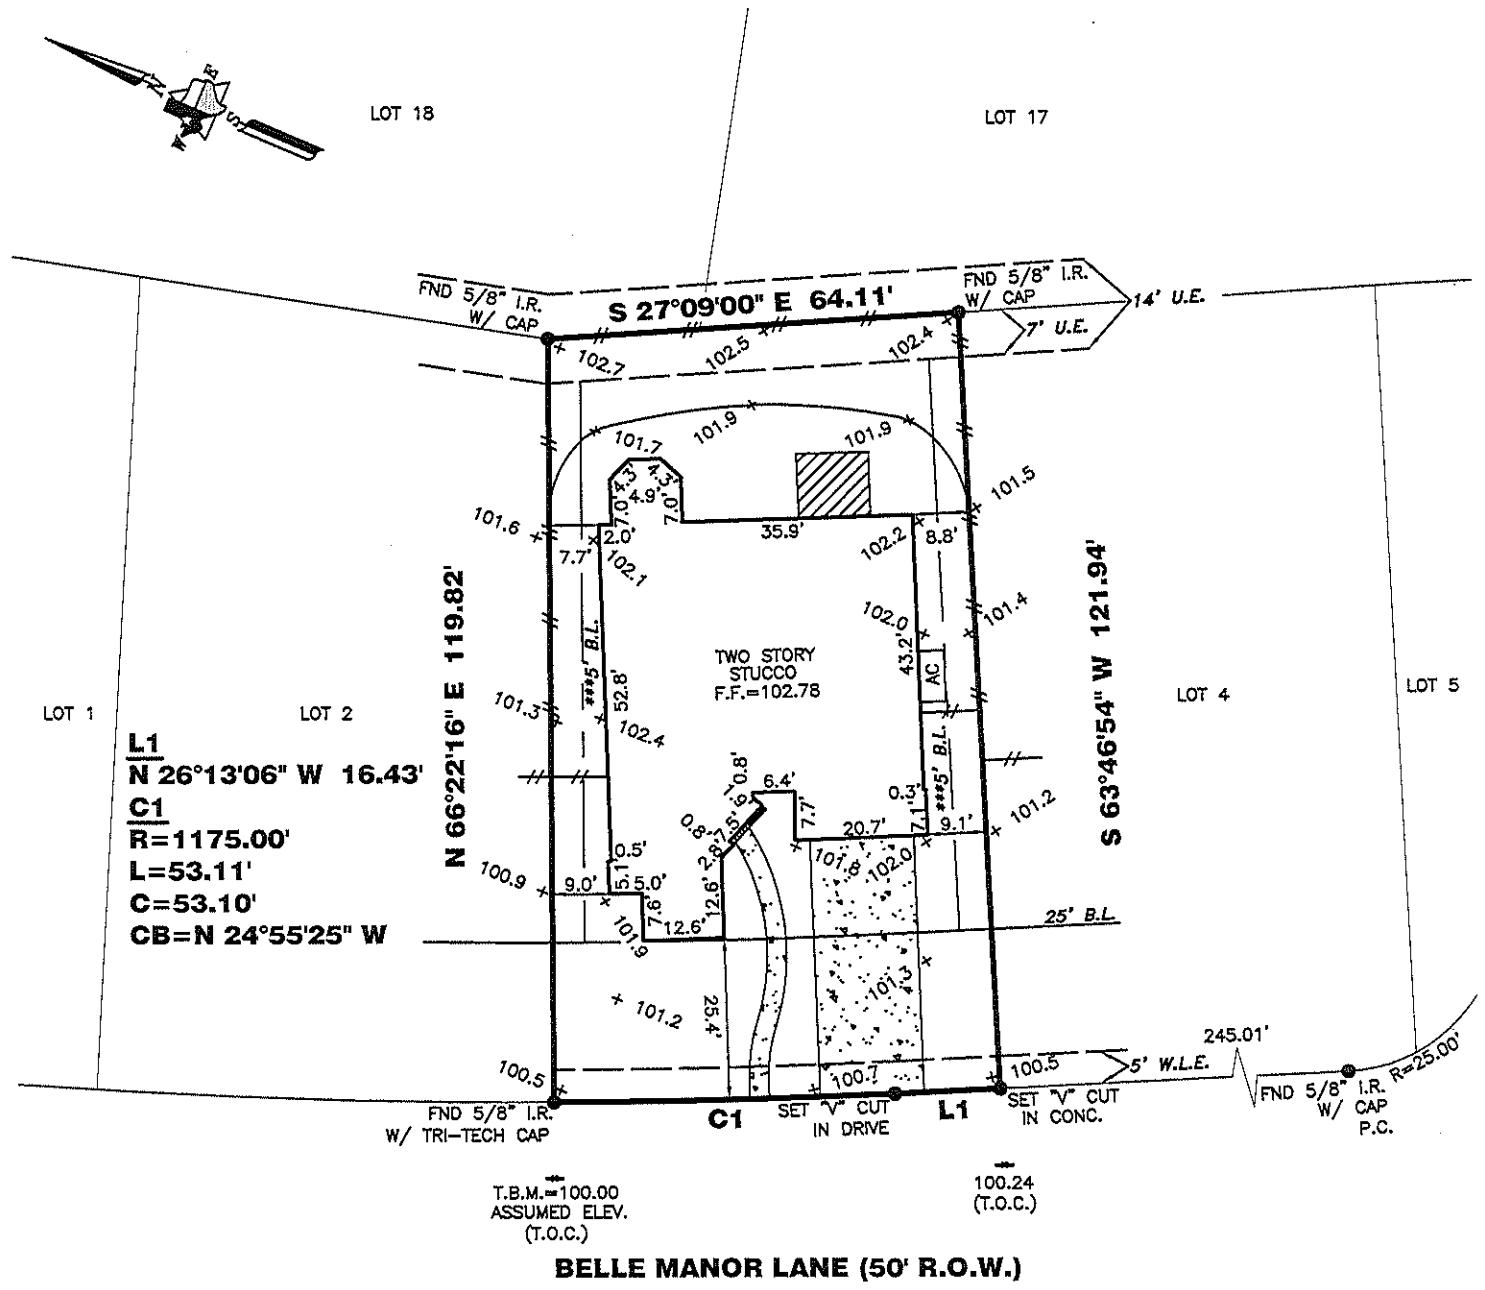 N
E
S
W
LOT 18
LOT 17
FND 5/8" I.R.
W/ CAP
S 27°09'00" E 64.11'
FND 5/8" I.R.
W/ CAP
14' U.E.
7' U.E.
102.7
102.5
102.4
101.7
101.9
101.9
4.3'
4.3'
4.9'
7.0'
7.0'
101.6
101.5
2.0'
35.9'
102.2
8.8'
7.7'
102.1
N 66°22'16" E 119.82'
S 63°46'54" W 121.94'
***5' B.L.
52.8'
102.0
43.2'
101.4
TWO STORY
STUCCO
F.F.=102.78
AC
LOT 1
LOT 2
LOT 4
LOT 5
101.3
102.4
***5' B.L.
L1
N 26°13'06" W 16.43'
C1
R=1175.00'
L=53.11'
C=53.10'
CB=N 24°55'25" W
0.8'
6.4'
7.7'
0.3'
7.1'
101.2
0.8'
7.5'
2.8'
20.7'
9.1'
0.5'
101.8
102.0
100.9
9.0'
5.1'
5.0'
7.6'
12.6'
12.6'
101.9
25' B.L.
101.2
25.4'
101.3
245.01'
100.5
100.7
100.5
5' W.L.E.
R=25.00'
FND 5/8" I.R.
W/ TRI-TECH CAP
C1
SET "V" CUT
IN DRIVE
L1
SET "V" CUT
IN CONC.
FND 5/8" I.R.
W/ CAP
P.C.
T.B.M.=100.00
ASSUMED ELEV.
(T.O.C.)
100.24
(T.O.C.)
BELLE MANOR LANE (50' R.O.W.)